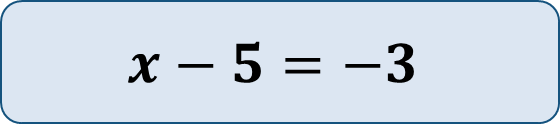 x − 5 = −3